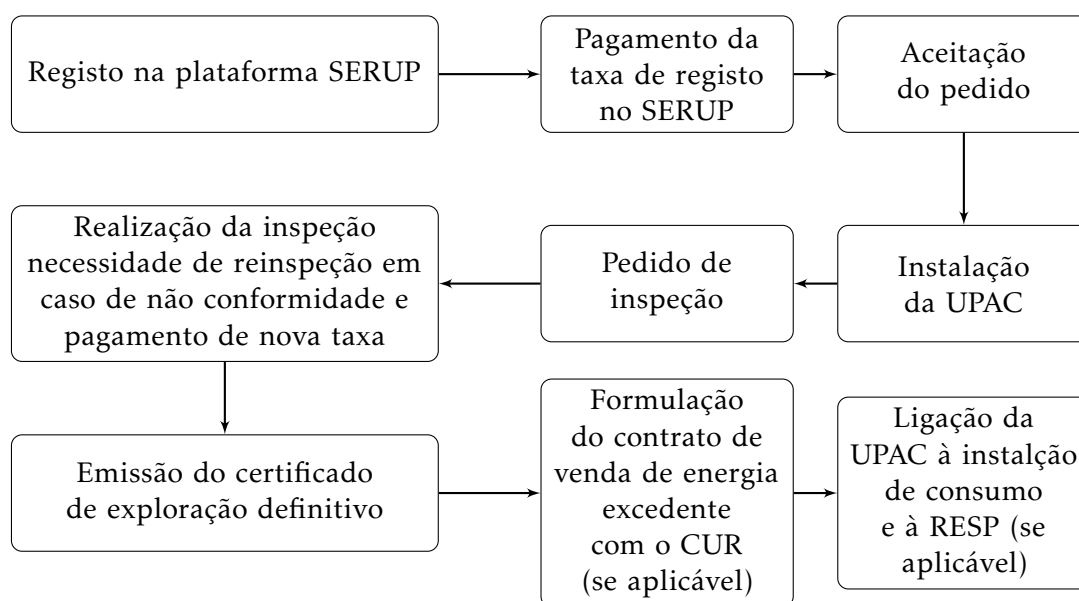 Registo na plataforma SERUP
Pagamento da
taxa de registo
no SERUP
Aceitação
do pedido
Instalação
da UPAC
Pedido de
inspeção
Realização da inspeção
necessidade de reinspeção em
caso de não conformidade e
pagamento de nova taxa
Emissão do certificado
de exploração definitivo
Formulação
do contrato de
venda de energia
excedente
com o CUR
(se aplicável)
Ligação da
UPAC à instalção
de consumo
e à RESP (se
aplicável)